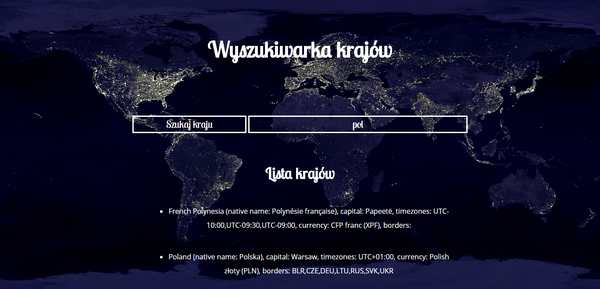 Wyszukiwarka krajów
Szukaj kraju
pol
Lista krajów
French Polynesia (native name: Polynésie française), capital: Papeetē, timezones: UTC-
10:00,UTC-09:30,UTC-09:00, currency: CFP franc (XPF), borders:
Poland (native name: Polska), capital: Warsaw, timezones: UTC+01:00, currency: Polish
złoty (PLN), borders: BLR,CZE,DEU,LTU,RUS,SVK,UKR